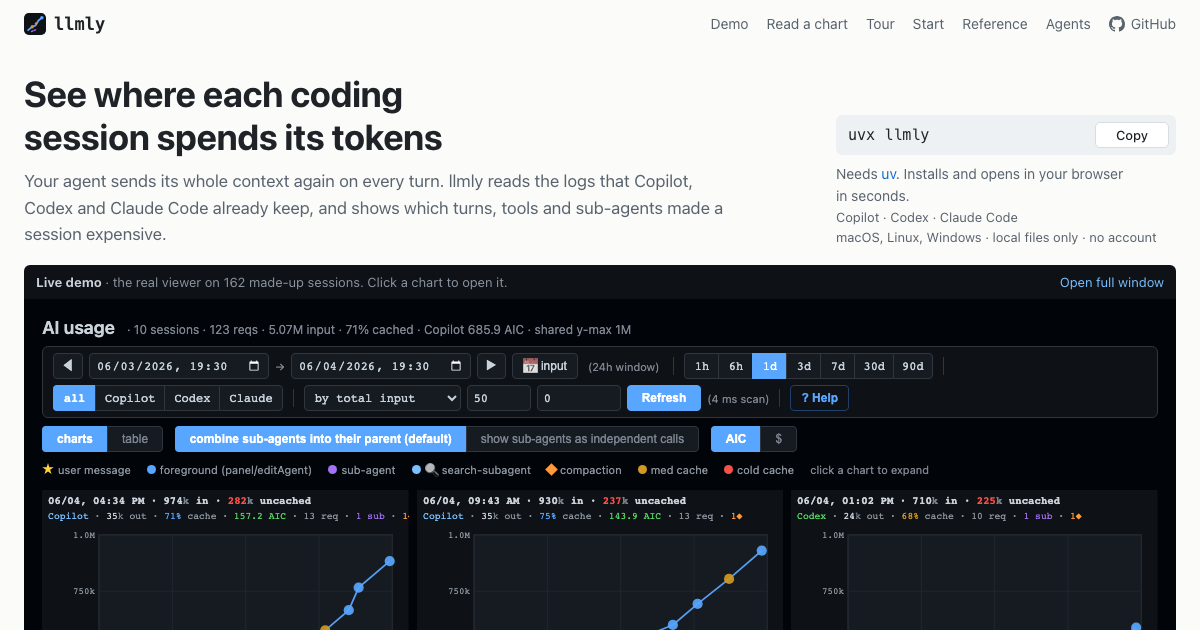 llmly
Demo Read a chart Tour Start Reference Agents GitHub
See where each coding
session spends its tokens
Your agent sends its whole context again on every turn. llmly reads the logs that Copilot,
Codex and Claude Code already keep, and shows which turns, tools and sub-agents made a
session expensive.
uvx llmly Copy
Needs uv. Installs and opens in your browser
in seconds.
Copilot · Codex · Claude Code
macOS, Linux, Windows · local files only · no account
Live demo · the real viewer on 162 made-up sessions. Click a chart to open it. Open full window
AI usage · 10 sessions · 123 reqs · 5.07M input · 71% cached · Copilot 685.9 AIC · shared y-max 1M
◀ 06/03/2026, 19:30 → 06/04/2026, 19:30 ▶ input (24h window) 1h 6h 1d 3d 7d 30d 90d
all Copilot Codex Claude by total input 50 0 Refresh (4 ms scan) ? Help
charts table combine sub-agents into their parent (default) show sub-agents as independent calls AIC $
user message foreground (panel/editAgent) sub-agent search-subagent compaction med cache cold cache click a chart to expand
06/04, 04:34 PM · 974k in · 282k uncached
Copilot · 35k out · 71% cache · 157.2 AIC · 13 req · 1 sub ·
1.0M
750k
06/04, 09:43 AM · 930k in · 237k uncached
Copilot · 35k out · 75% cache · 143.9 AIC · 13 req · 1◆
1.0M
750k
06/04, 01:02 PM · 710k in · 225k uncached
Codex · 24k out · 68% cache · 10 req · 1 sub · 1◆
1.0M
750k